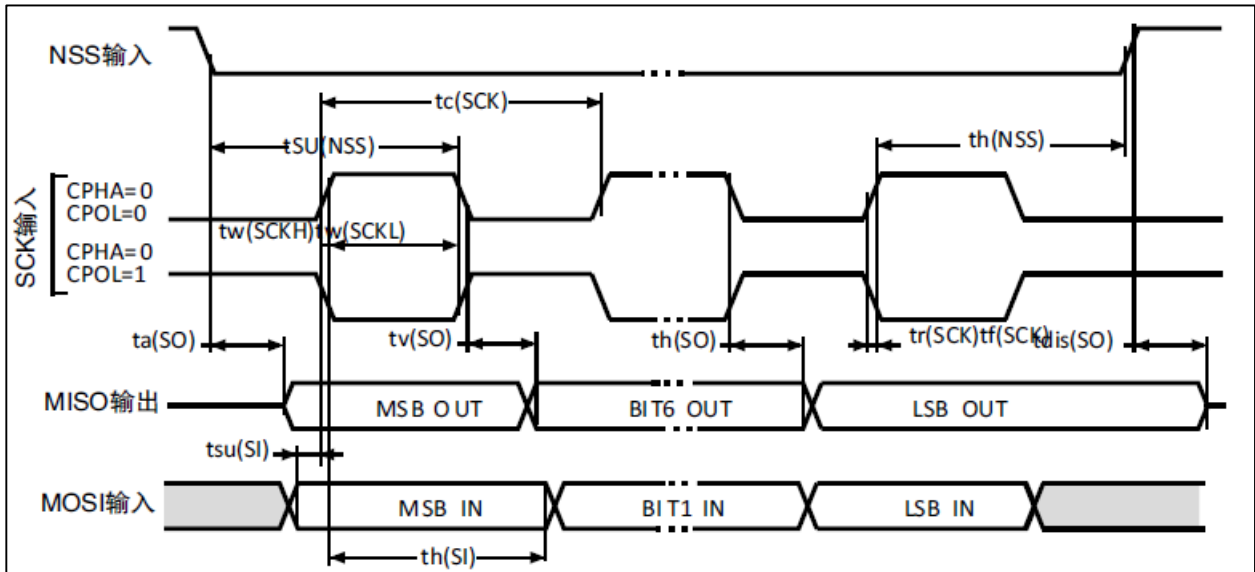 NSS输入
tc(SCK)
tSU(NSS)
th(NSS)
SCK输入
CPHA=0
CPOL=0
tw(SCKH)tw(SCKL)
CPHA=0
CPOL=1
ta(SO)
tv(SO)
th(SO)
tr(SCK)tf(SCK)
tdis(SO)
MISO输出
MSB OUT
BIT6 OUT
LSB OUT
tsu(SI)
MOSI输入
MSB IN
BIT1 IN
LSB IN
th(SI)